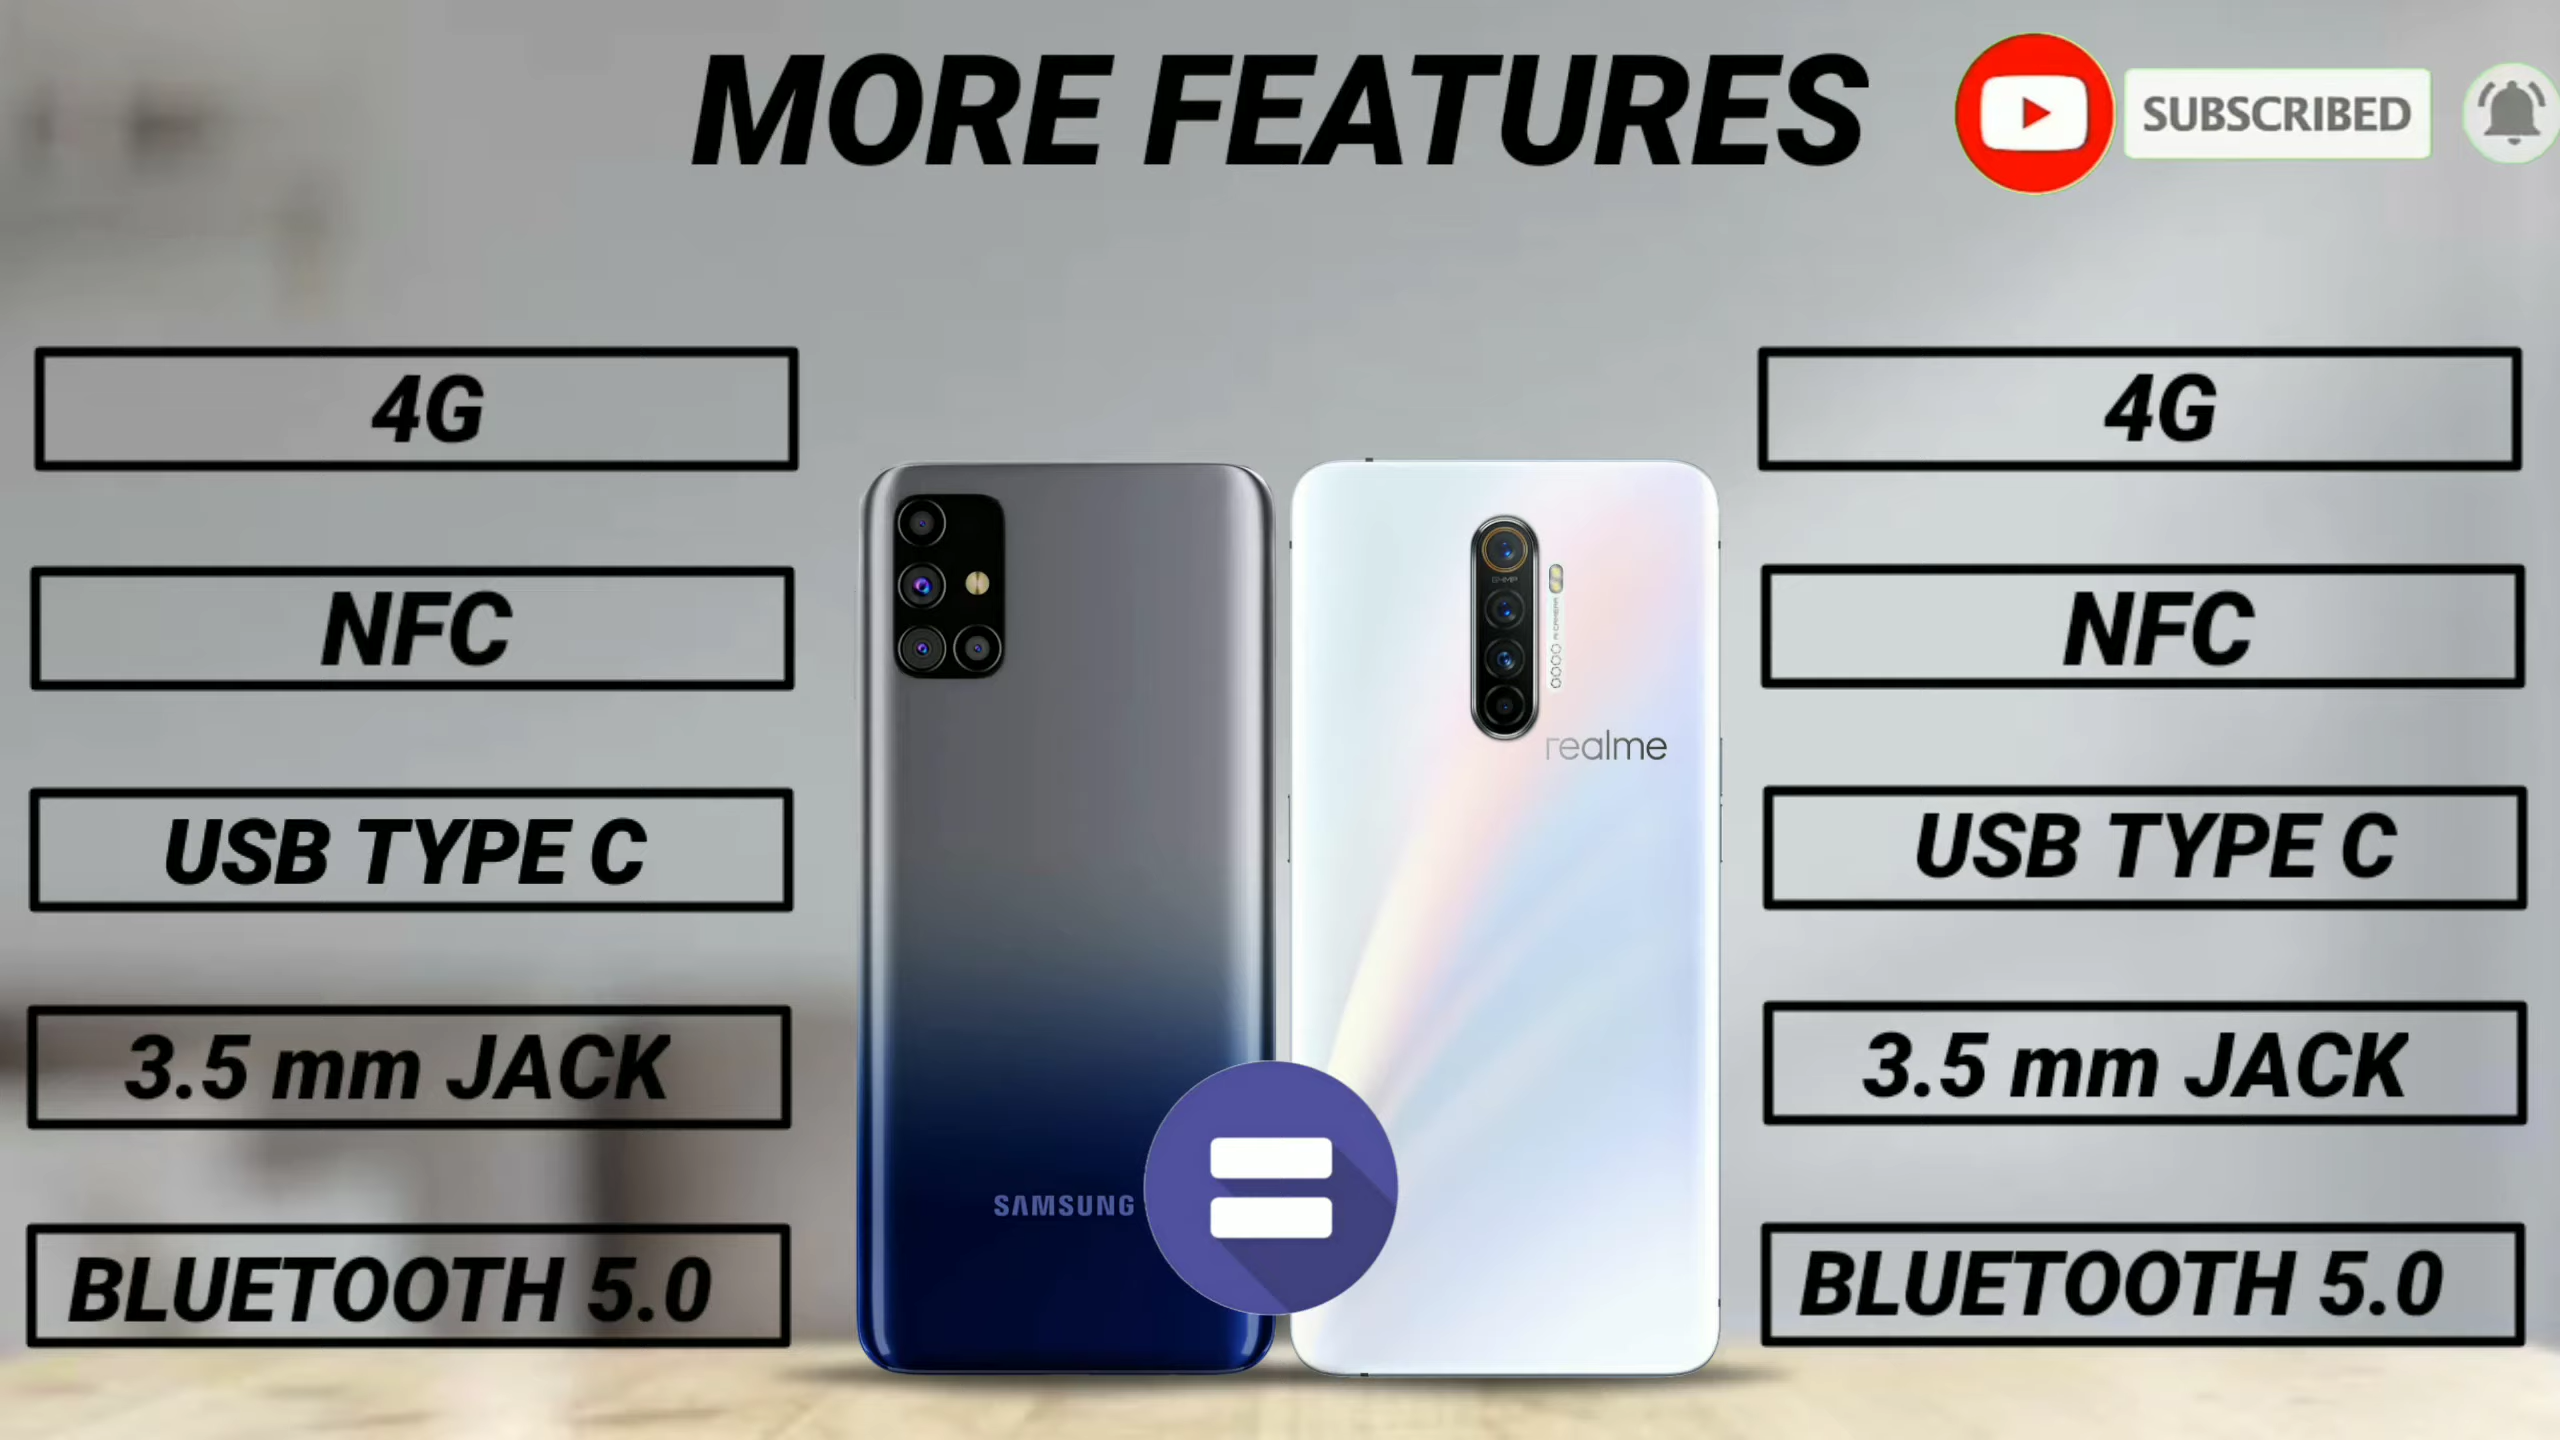 MORE FEATURES
SUBSCRIBED
4G
NFC
USB TYPE C
3.5 mm JACK
BLUETOOTH 5.0
SAMSUNG
64MP
realme
4G
NFC
USB TYPE C
3.5 mm JACK
BLUETOOTH 5.0